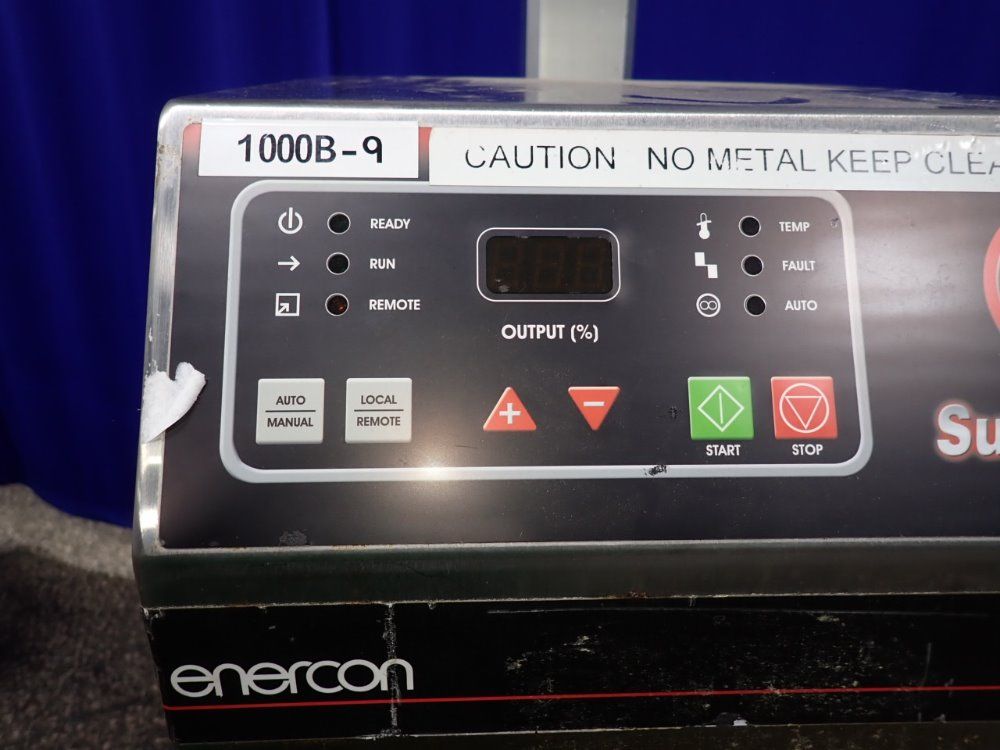 1000B-9
CAUTION NO METAL KEEP
READY
RUN
REMOTE
OUTPUT (%)
TEMP
FAULT
AUTO
AUTO
MANUAL
LOCAL
REMOTE
+
-
START
STOP
Su
enercon